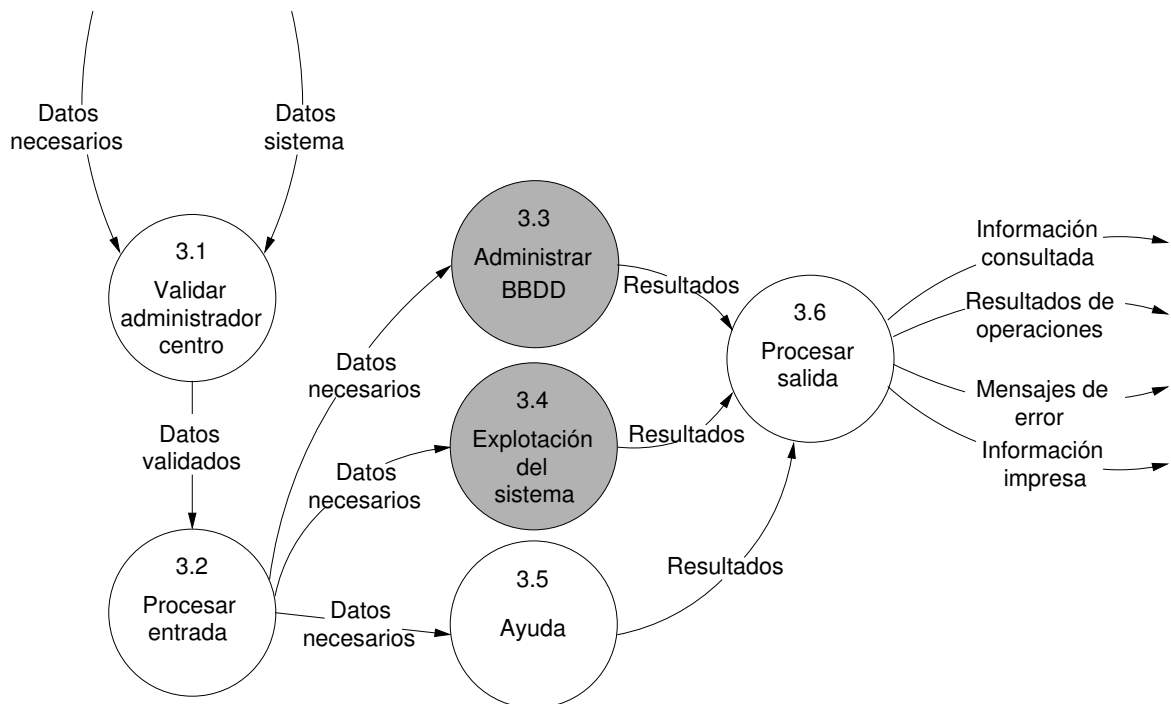 Datos
necesarios
Datos
sistema
3.1
Validar
administrador
centro
Datos
validados
3.2
Procesar
entrada
Datos
necesarios
Datos
necesarios
Datos
necesarios
3.3
Administrar
BBDD
3.4
Explotación
del
sistema
3.5
Ayuda
Resultados
Resultados
Resultados
3.6
Procesar
salida
Información
consultada
Resultados de
operaciones
Mensajes de
error
Información
impresa